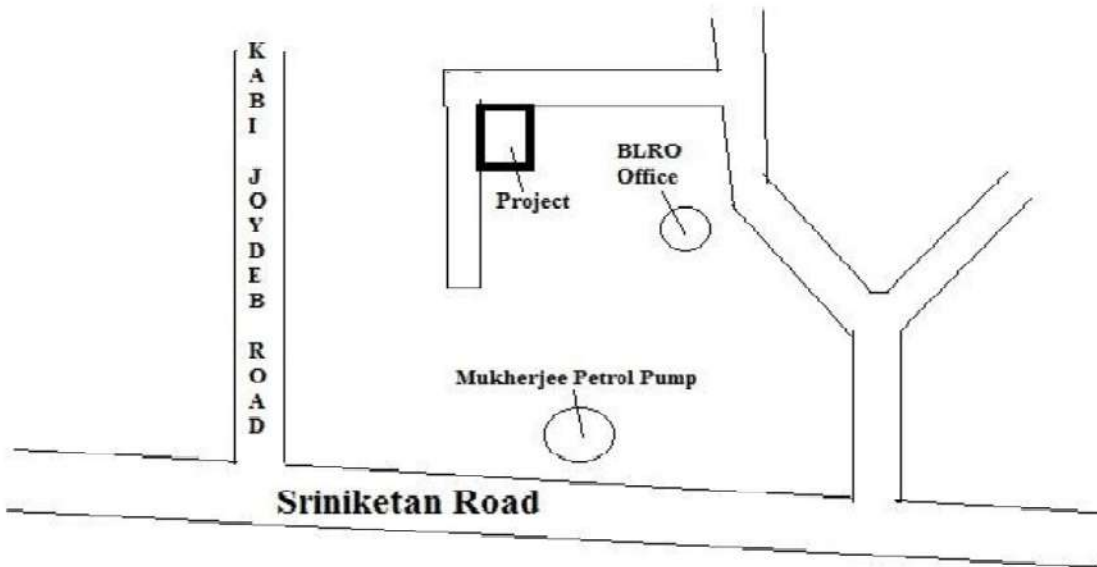 KABI JOYDEB ROAD
BLRO
Office
Project
Mukherjee Petrol Pump
Sriniketan Road